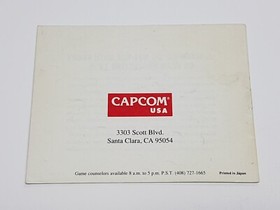 CAPCOM®
USA
3303 Scott Blvd.
Santa Clara, CA 95054
Game counselors available 8 a.m. to 5 p.m. P.S.T. (408) 727-1665
Printed in Japan